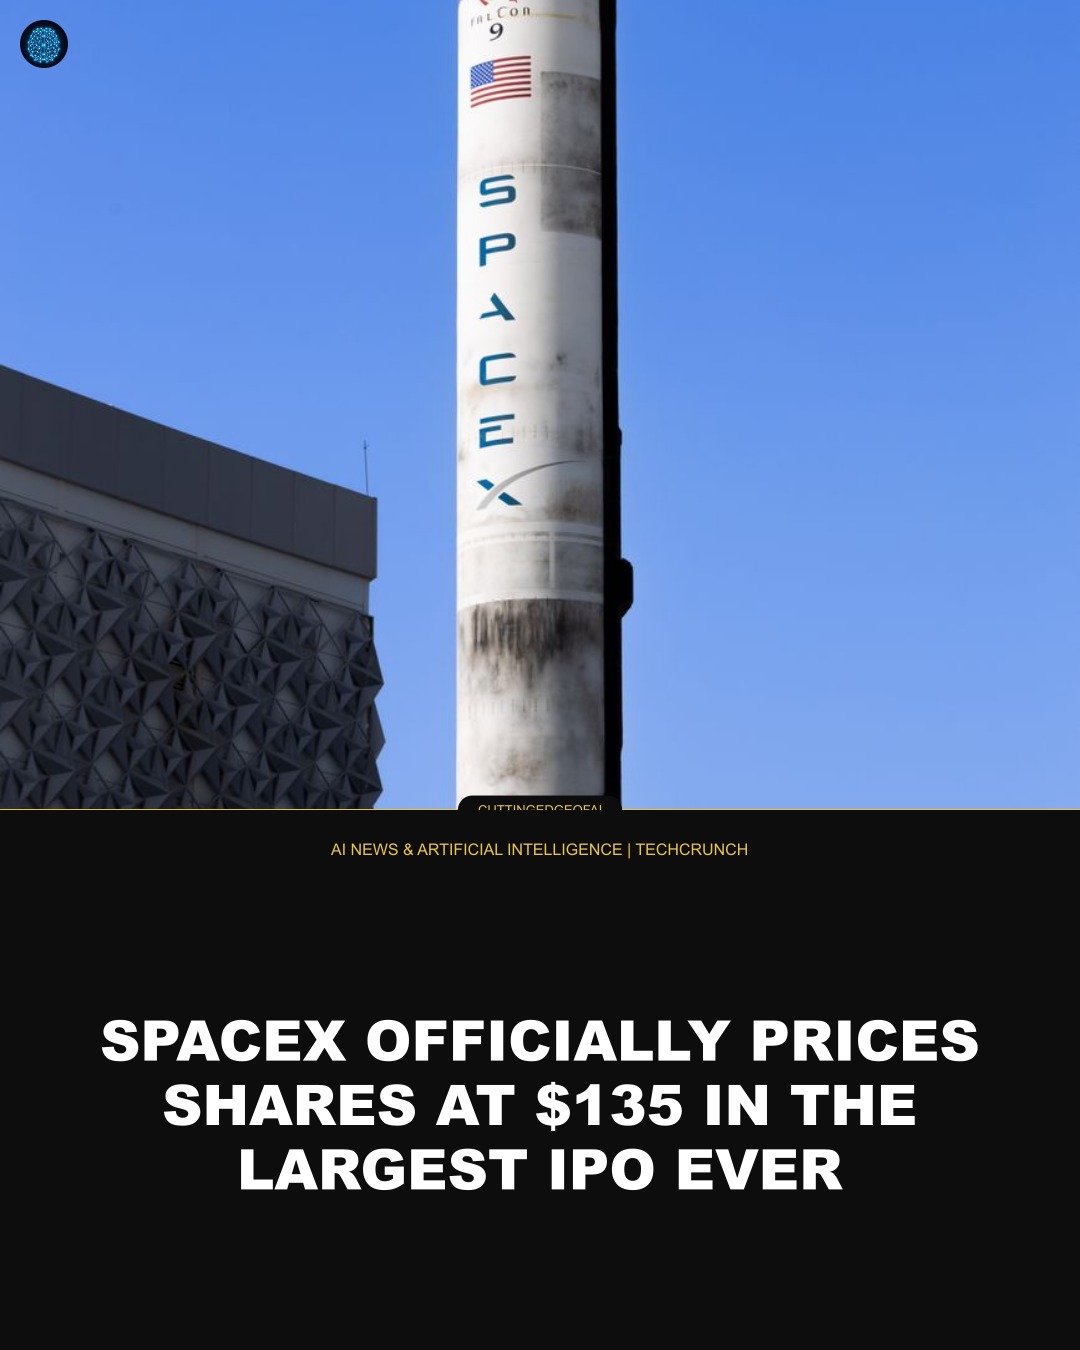 FALCON
9
SPACEX
CUTTINGEDGEOFAI
AI NEWS & ARTIFICIAL INTELLIGENCE | TECHCRUNCH
SPACEX OFFICIALLY PRICES
SHARES AT $135 IN THE
LARGEST IPO EVER